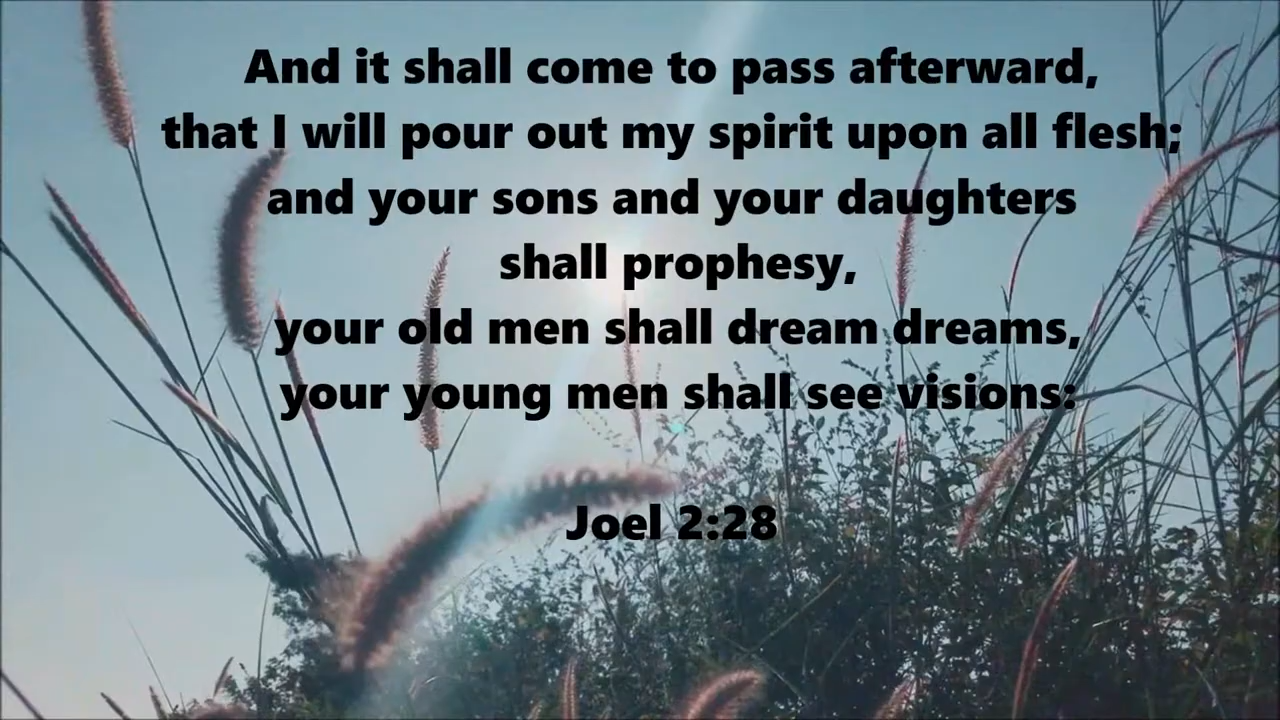 And it shall come to pass afterward,
that I will pour out my spirit upon all flesh;
and your sons and your daughters
shall prophesy,
your old men shall dream dreams,
your young men shall see visions:
Joel 2:28